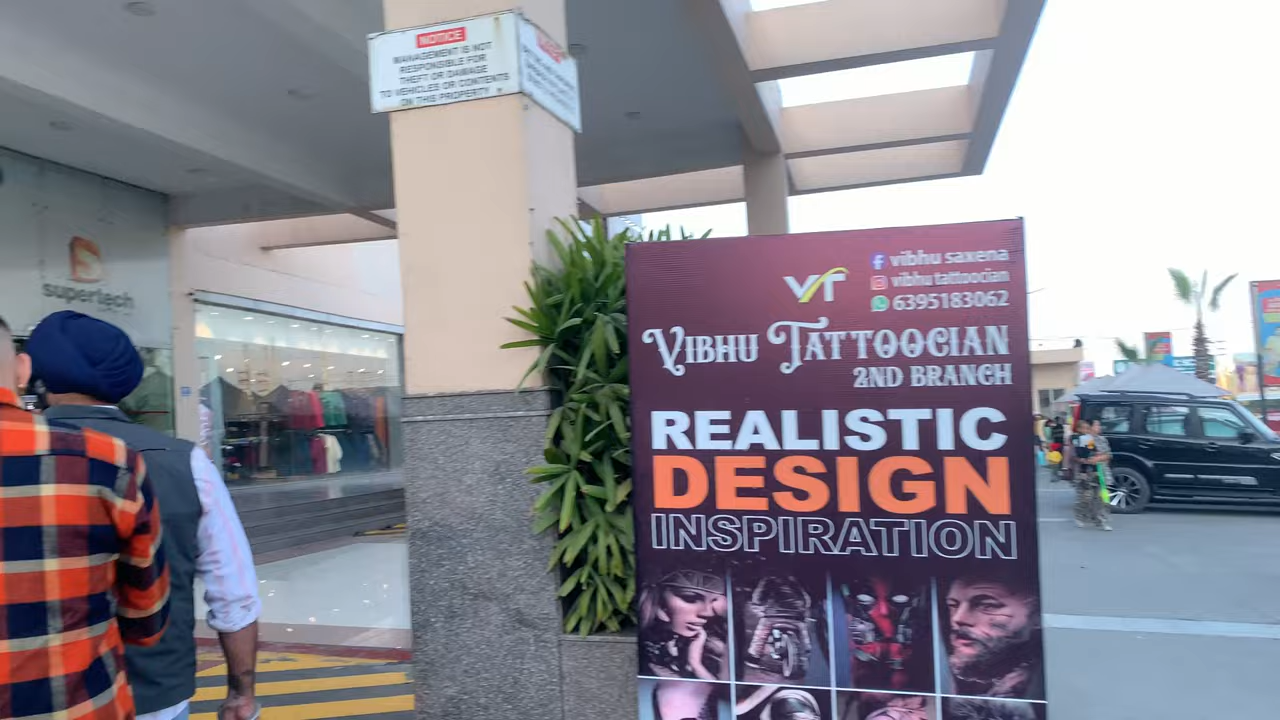 NOTICE
MANAGEMENT IS NOT
RESPONSIBLE FOR
THEFT OR DAMAGE
TO VEHICLES OR CONTENTS
ON THIS PROPERTY
supertech
VT
vibhu saxena
vibhu tattoocian
6395183062
VIBHU TATTOOCIAN
2ND BRANCH
REALISTIC
DESIGN
INSPIRATION